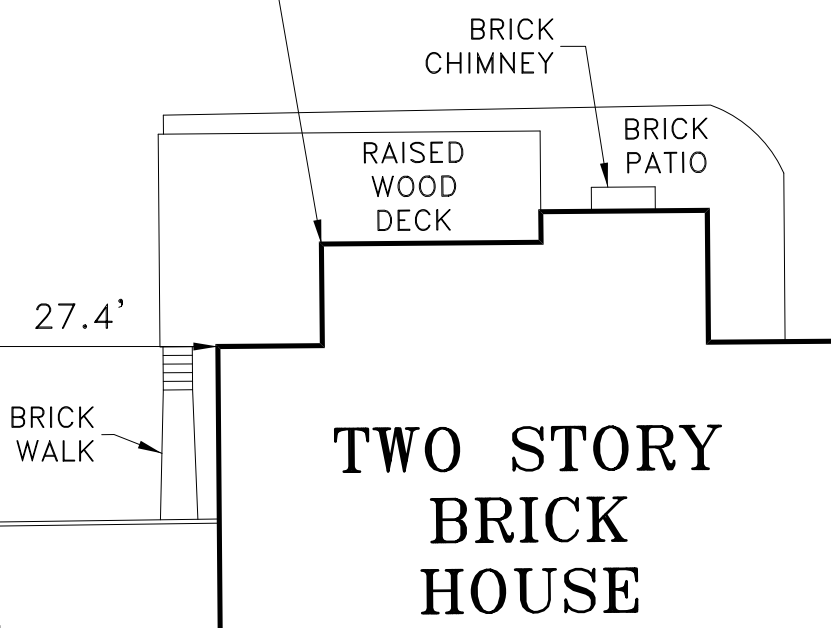 BRICK
CHIMNEY
BRICK
PATIO
RAISED
WOOD
DECK
27.4'
BRICK
WALK
TWO STORY
BRICK
HOUSE